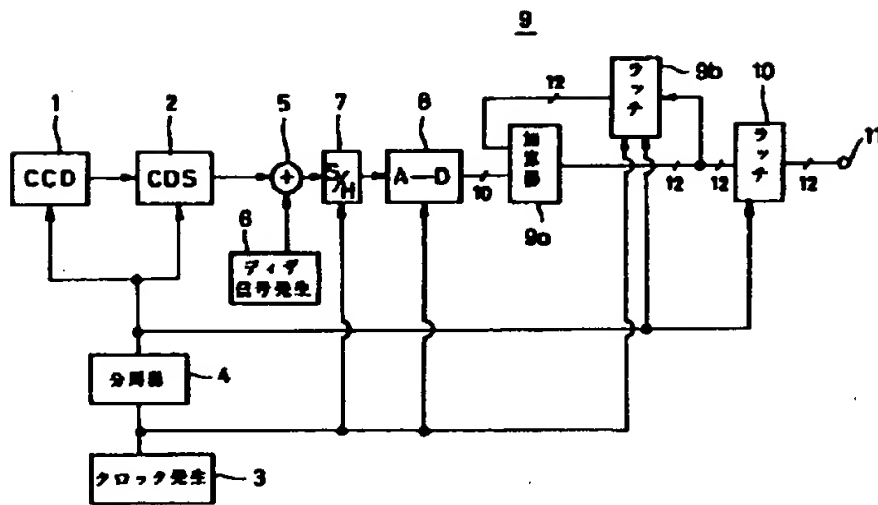 9
12
ラッチ
9b
10
1
2
5
7
8
加算器
ラッチ
11
CCD
CDS
+
S/H
A—D
10
12
12
12
9a
6
ディザ
信号発生
分周器
4
クロック発生
3